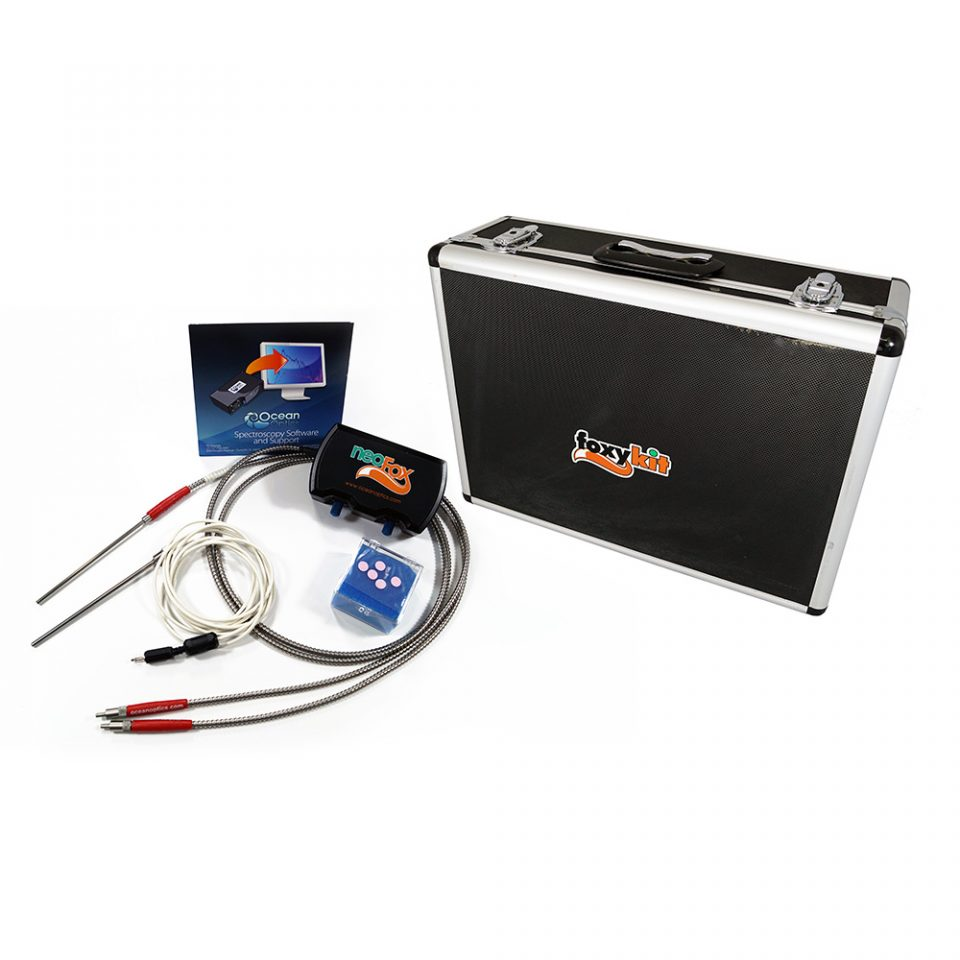 Ocean
Optics
Spectroscopy Software
and Support
neoFox
www.oceanoptics.com
foxykit
oceanoptics.com